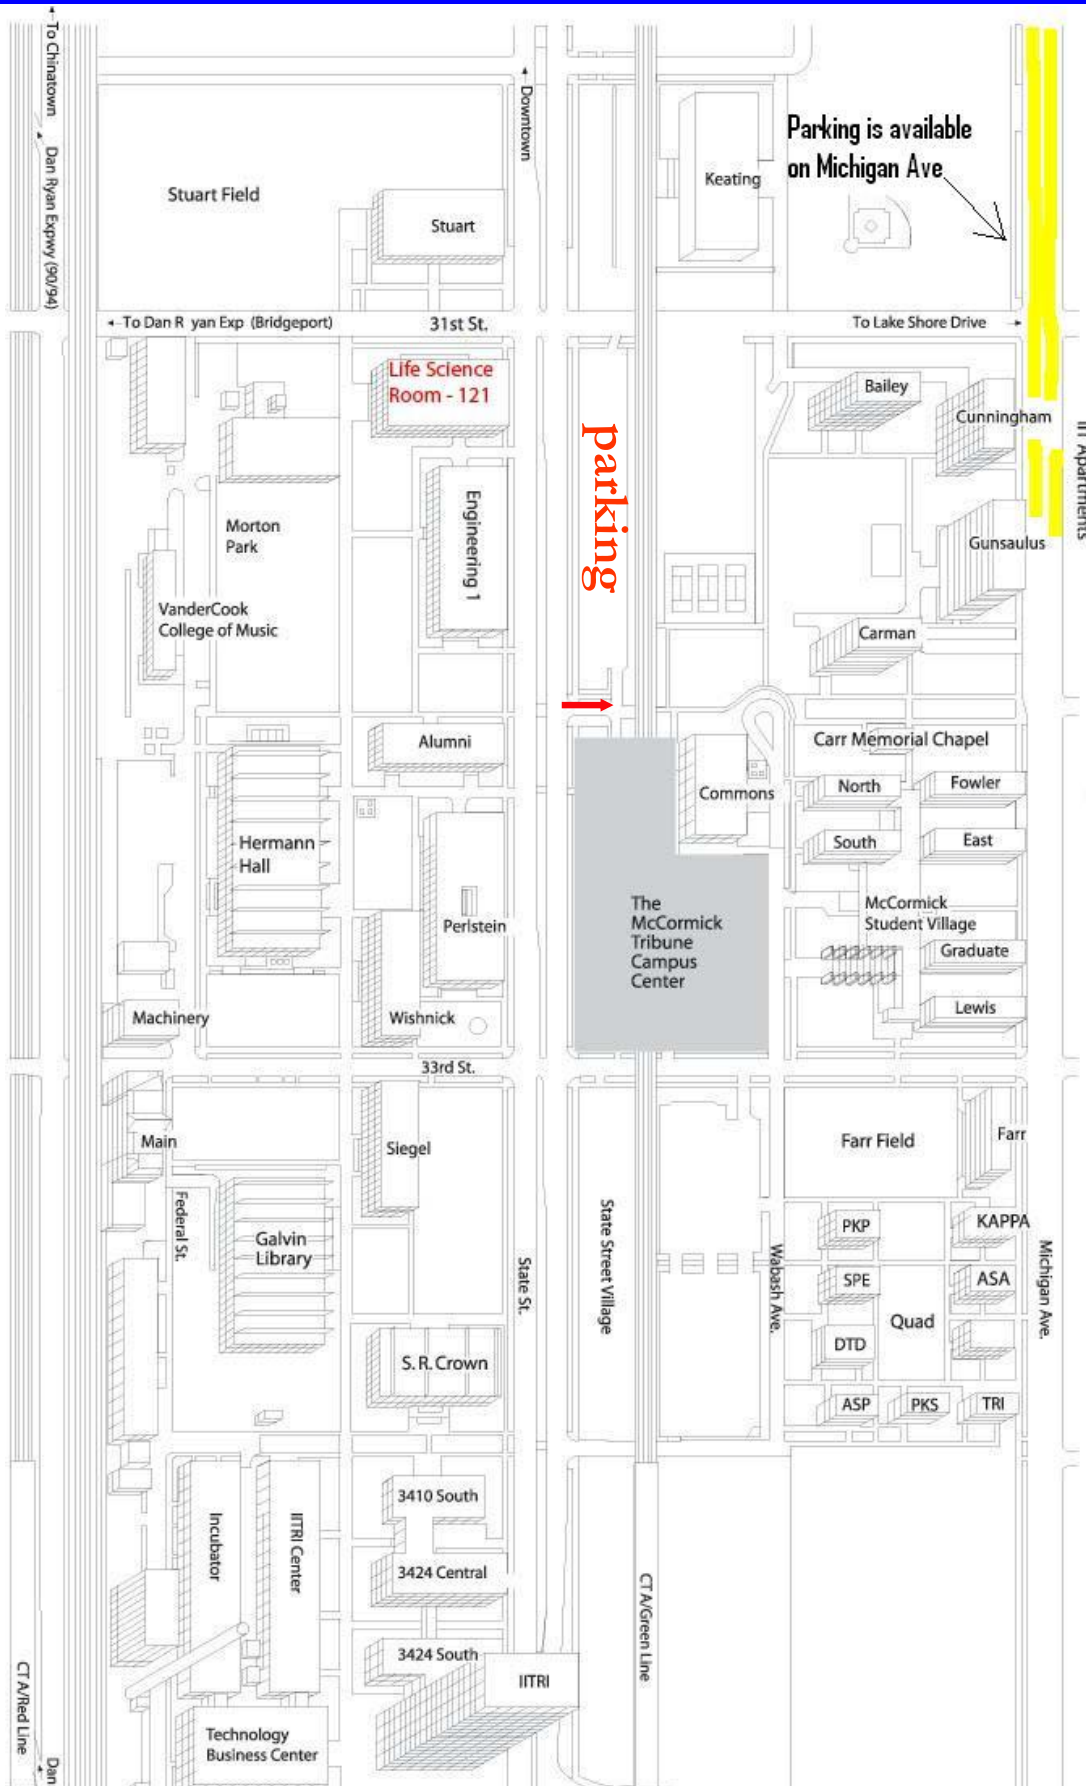 To Chinatown
Dan Ryan Expwy (90/94)
Downtown
Stuart Field
Stuart
Keating
Parking is available
on Michigan Ave
To Dan R yan Exp (Bridgeport)
31st St.
To Lake Shore Drive
Life Science
Room - 121
Bailey
Cunningham
IIT Apartments
parking
Engineering 1
Morton
Park
Gunsaulus
VanderCook
College of Music
Carman
Alumni
Carr Memorial Chapel
Commons
North
Fowler
Hermann
Hall
South
East
The
McCormick
Tribune
Campus
Center
McCormick
Student Village
Perlstein
Graduate
Machinery
Wishnick
Lewis
33rd St.
Main
Siegel
Farr Field
Farr
Federal St.
Galvin
Library
State St.
State Street Village
Wabash Ave.
PKP
KAPPA
Michigan Ave.
SPE
ASA
Quad
DTD
S. R. Crown
ASP
PKS
TRI
3410 South
Incubator
IITRI Center
3424 Central
CTA/Green Line
3424 South
IITRI
CTA/Red Line
Technology
Business Center
Dan